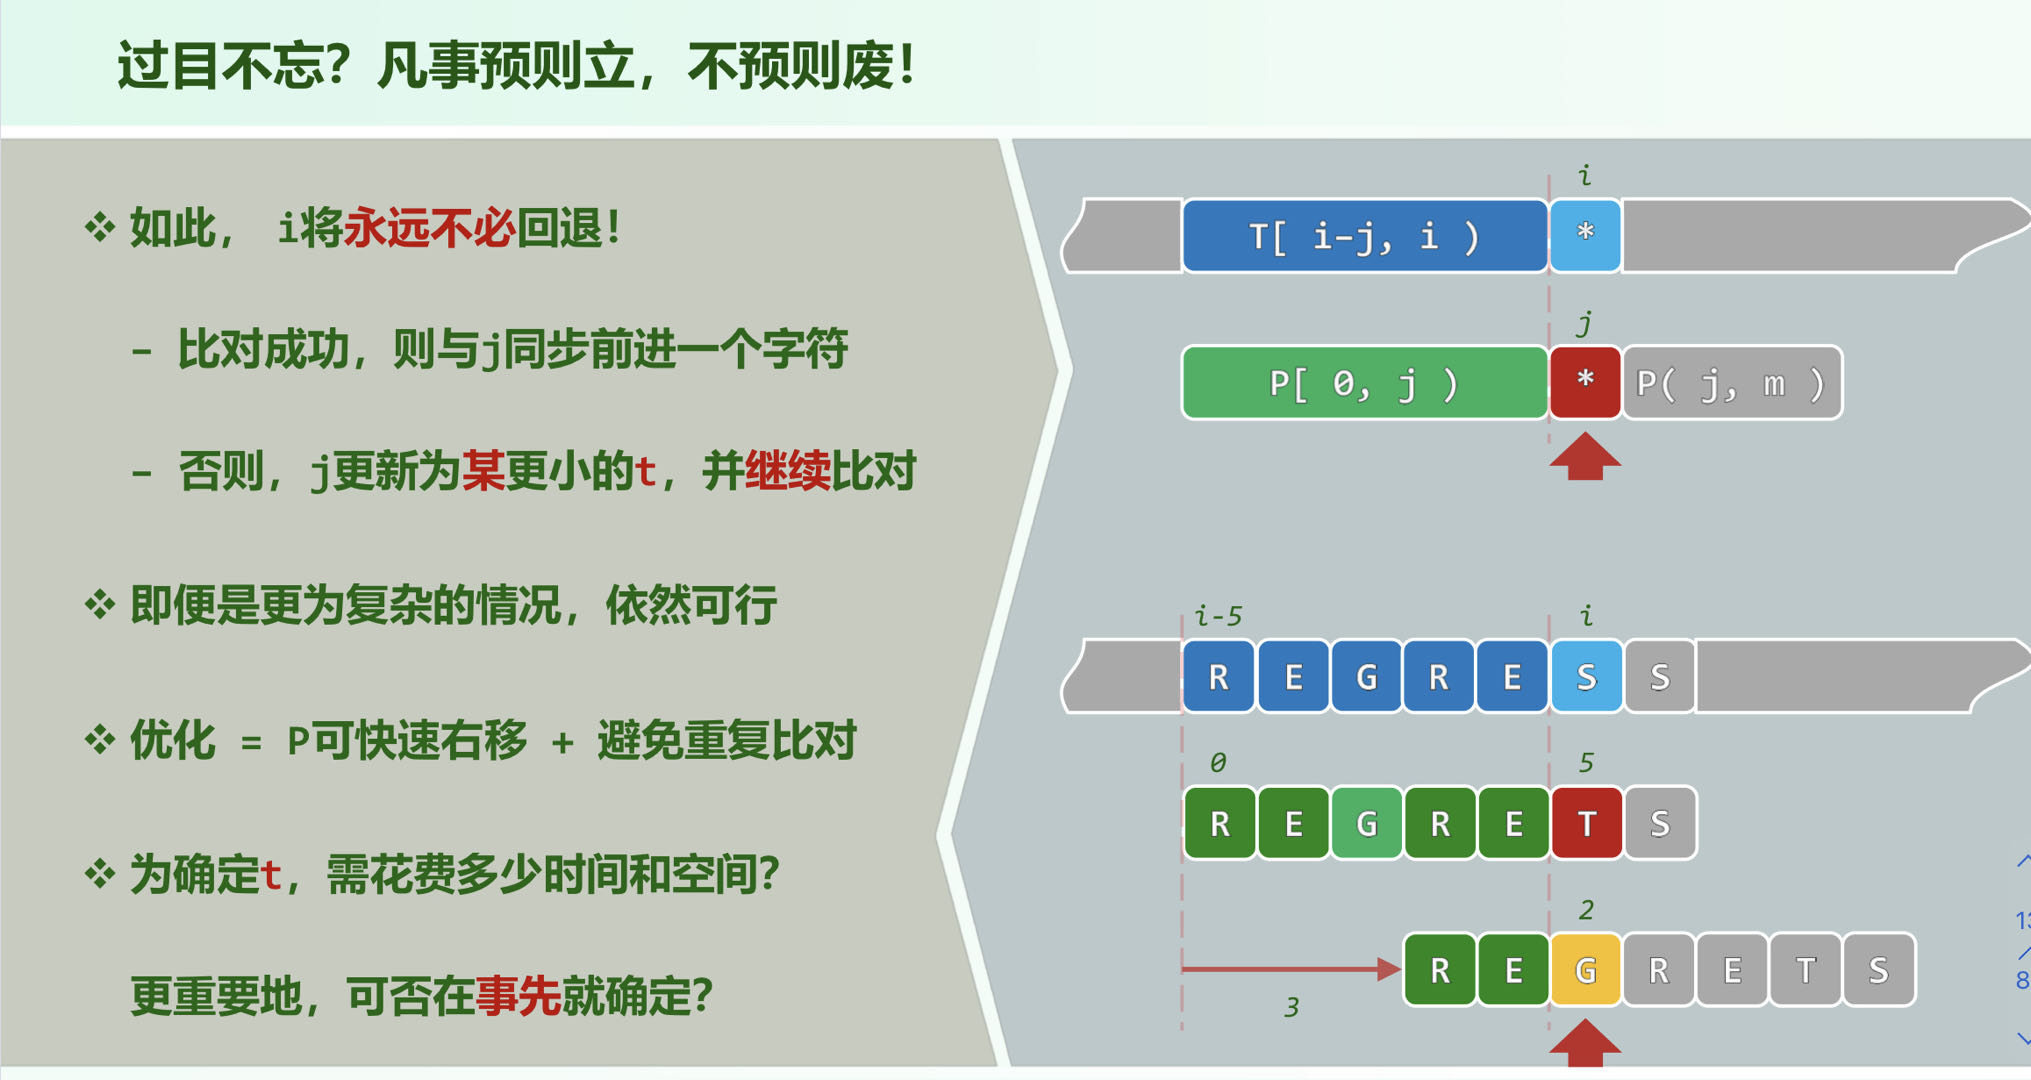 过目不忘？凡事预则立，不预则废！
❖ 如此， i将永远不必回退！
– 比对成功，则与j同步前进一个字符
– 否则，j更新为某更小的t，并继续比对
❖ 即便是更为复杂的情况，依然可行
❖ 优化 = P可快速右移 + 避免重复比对
❖ 为确定t，需花费多少时间和空间？
更重要地，可否在事先就确定？
i
T[ i-j, i ) *
j
P[ 0, j ) * P( j, m )
i-5 i
R E G R E S S
0 5
R E G R E T S
2
R E G R E T S
3